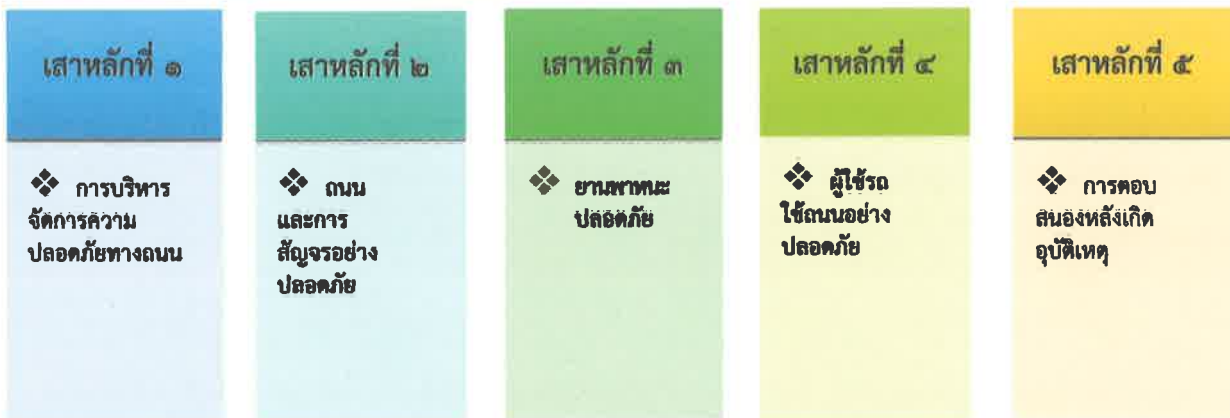 เสาหลักที่ ๑
❖ การบริหาร
จัดการความ
ปลอดภัยทางถนน
เสาหลักที่ ๒
❖ ถนน
และการ
สัญจรอย่าง
ปลอดภัย
เสาหลักที่ ๓
❖ ยานพาหนะ
ปลอดภัย
เสาหลักที่ ๔
❖ ผู้ใช้รถ
ใช้ถนนอย่าง
ปลอดภัย
เสาหลักที่ ๕
❖ การตอบ
สนองหลังเกิด
อุบัติเหตุ